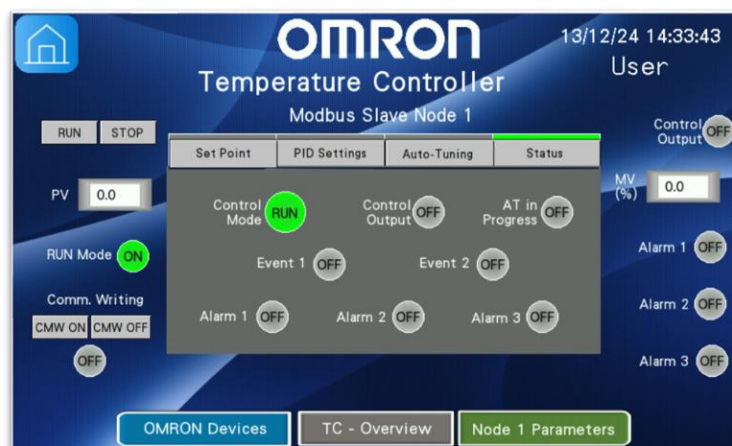 OMRON
13/12/24 14:33:43
User
Temperature Controller
Modbus Slave Node 1
RUN STOP
PV 0.0
RUN Mode ON
Comm. Writing
CMW ON CMW OFF
OFF
Set Point PID Settings Auto-Tuning Status
Control Mode RUN
Control Output OFF
AT in Progress OFF
Event 1 OFF
Event 2 OFF
Alarm 1 OFF
Alarm 2 OFF
Alarm 3 OFF
Control Output OFF
MV (%) 0.0
Alarm 1 OFF
Alarm 2 OFF
Alarm 3 OFF
OMRON Devices
TC - Overview
Node 1 Parameters